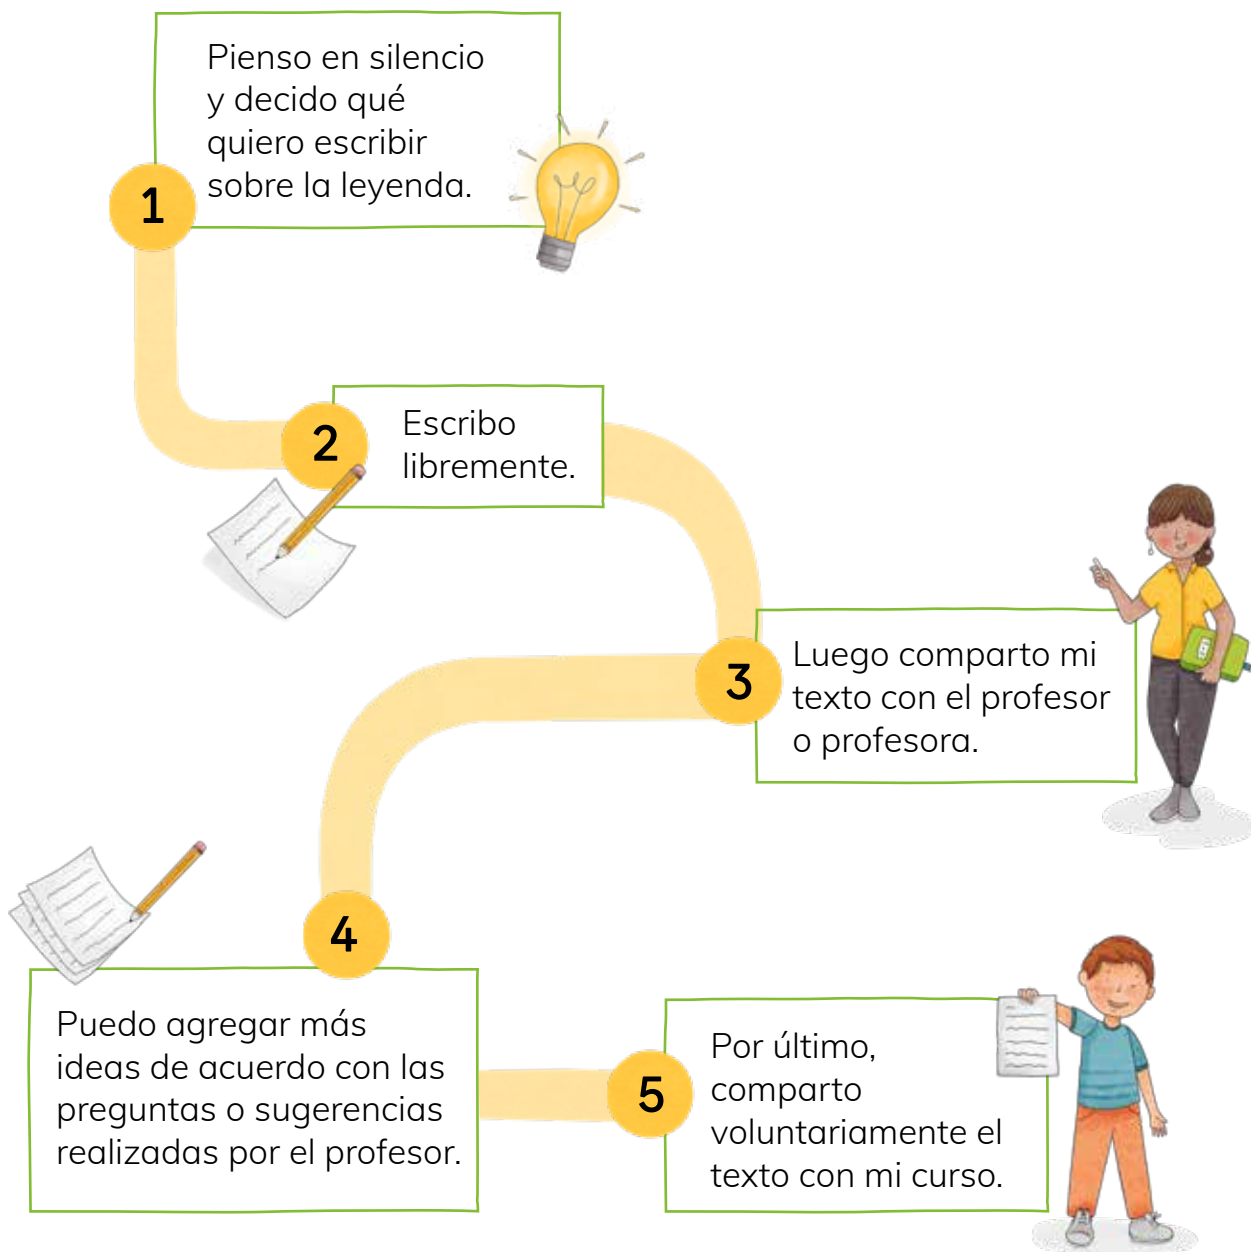 Pienso en silencio
y decido qué
quiero escribir
sobre la leyenda.
1
2
Escribo
libremente.
3
Luego comparto mi
texto con el profesor
o profesora.
4
Puedo agregar más
ideas de acuerdo con las
preguntas o sugerencias
realizadas por el profesor.
5
Por último,
comparto
voluntariamente el
texto con mi curso.